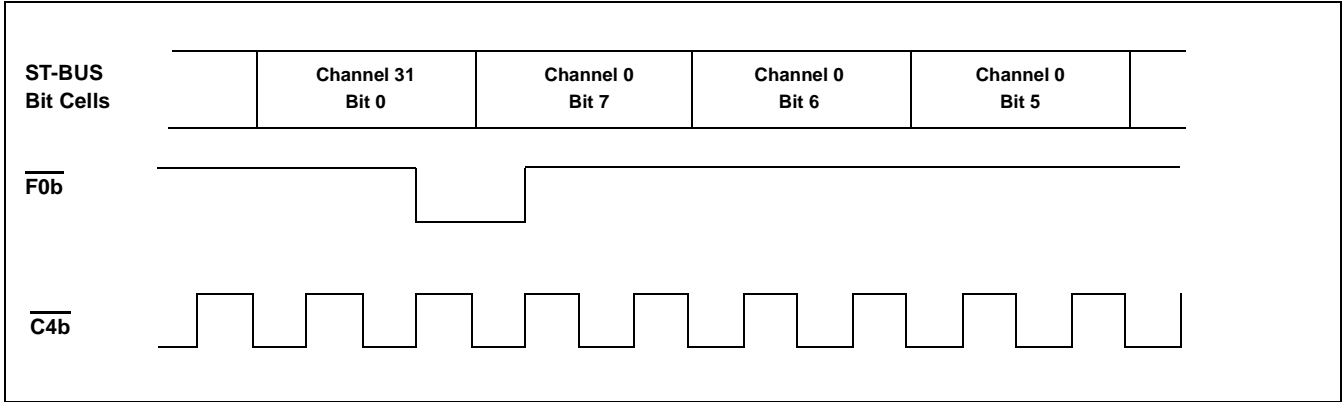 ST-BUS
Bit Cells
Channel 31
Bit 0
Channel 0
Bit 7
Channel 0
Bit 6
Channel 0
Bit 5
F0b
C4b